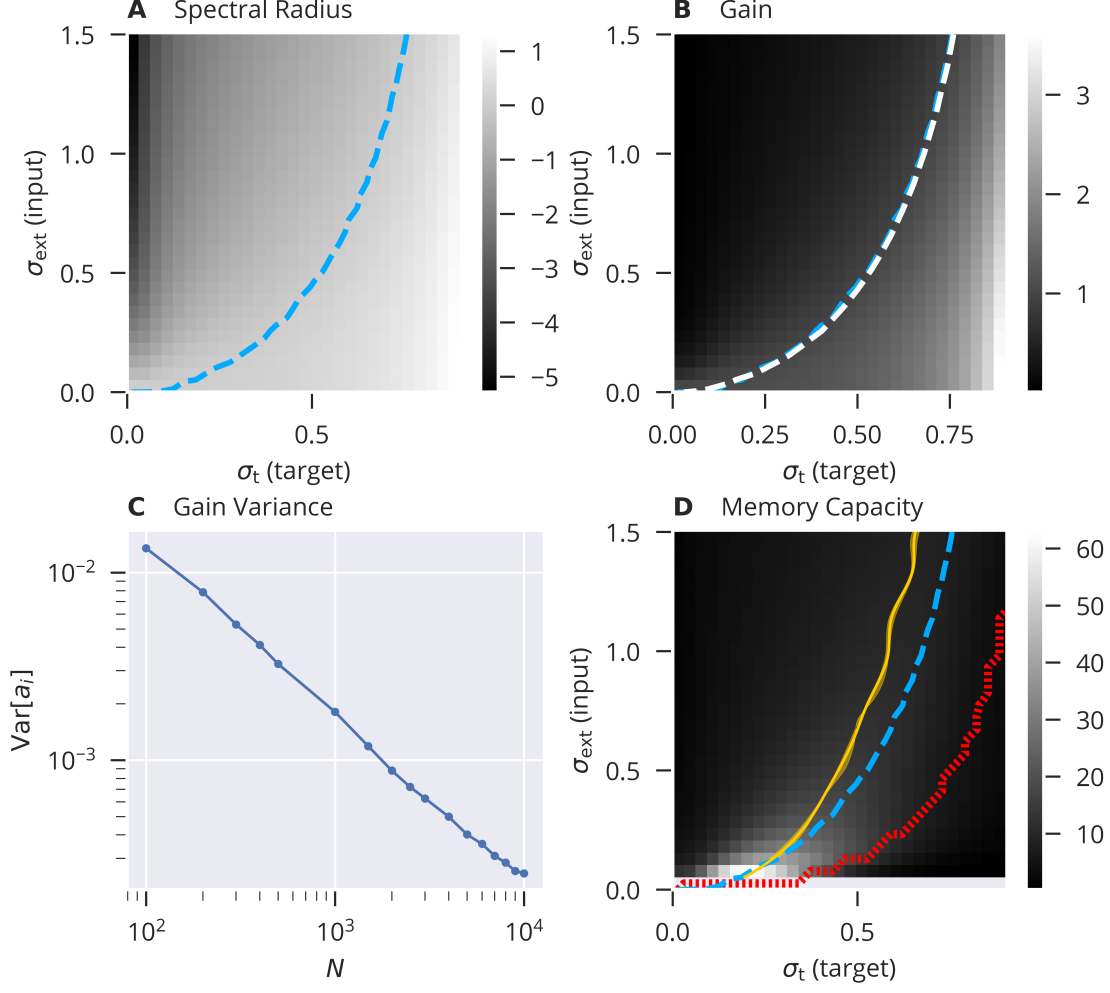 A Spectral Radius
1.5
1.0
0.5
0.0
σext (input)
0.0 0.5
σt (target)
1
0
−1
−2
−3
−4
−5
B Gain
1.5
1.0
0.5
0.0
σext (input)
0.00 0.25 0.50 0.75
σt (target)
3
2
1
C Gain Variance
10−2
10−3
Var[ai]
102 103 104
N
D Memory Capacity
1.5
1.0
0.5
0.0
σext (input)
0.0 0.5
σt (target)
60
50
40
30
20
10